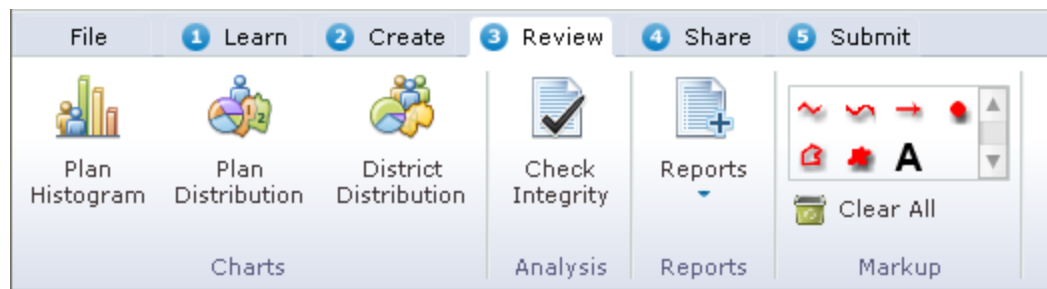 File 1 Learn 2 Create 3 Review 4 Share 5 Submit
Plan Histogram
Plan Distribution
District Distribution
Check Integrity
Reports
A
Clear All
Charts Analysis Reports Markup